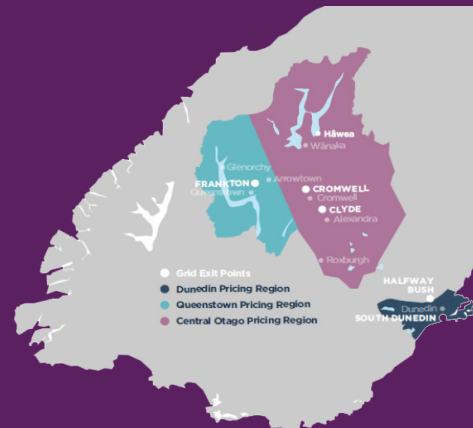 Hāwea
Wānaka
Glenorchy
Arrowtown
FRANKTON
Queenstown
CROMWELL
Cromwell
CLYDE
Alexandra
Roxburgh
Grid Exit Points
Dunedin Pricing Region
Queenstown Pricing Region
Central Otago Pricing Region
HALFWAY
BUSH
Dunedin
SOUTH DUNEDIN